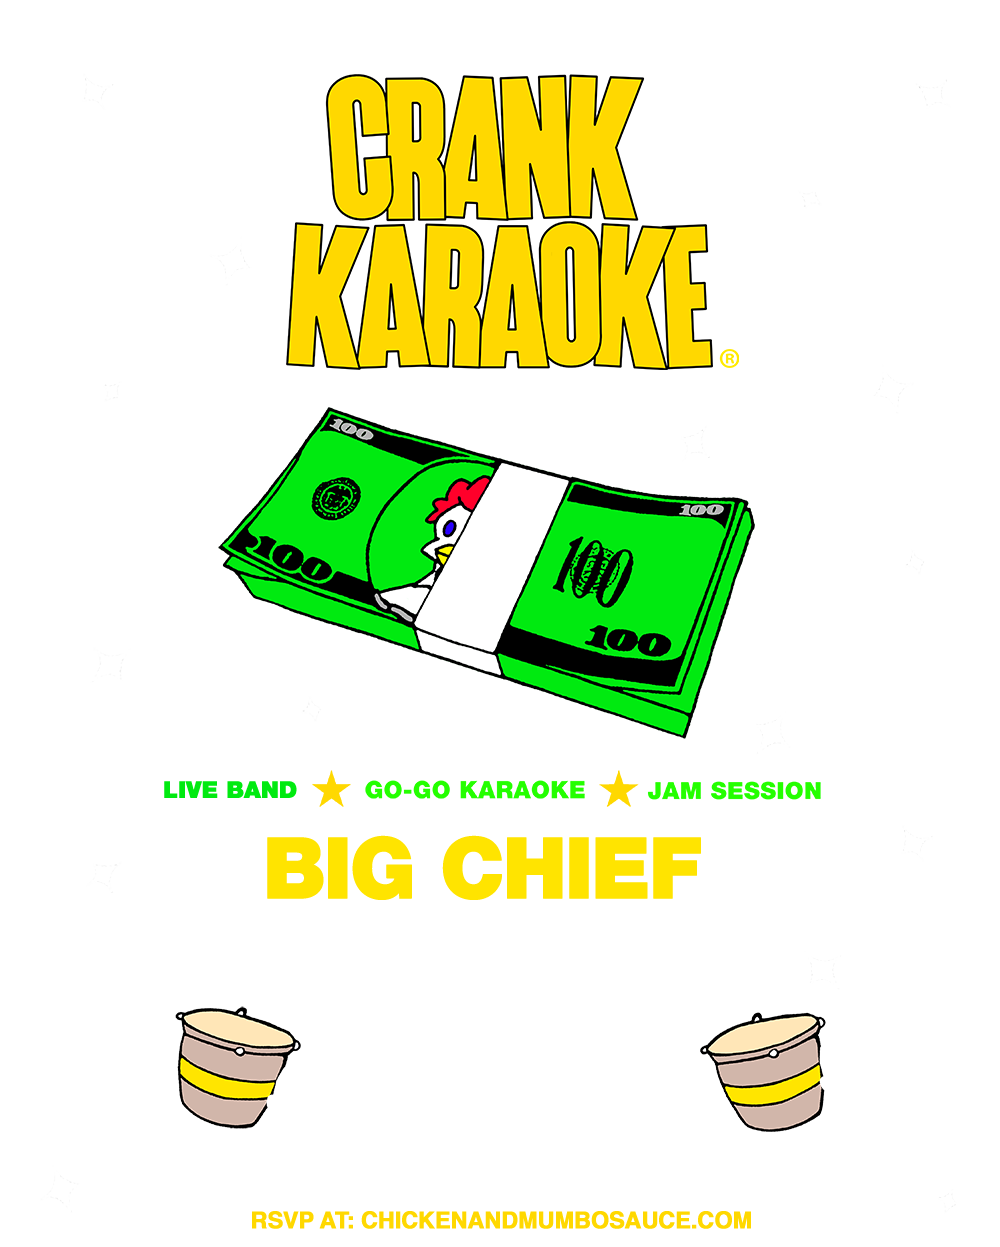 CRANK
KARAOKE®
100
100
100
100
100
LIVE BAND ★ GO-GO KARAOKE ★ JAM SESSION
BIG CHIEF
RSVP AT: CHICKENANDMUMBOSAUCE.COM